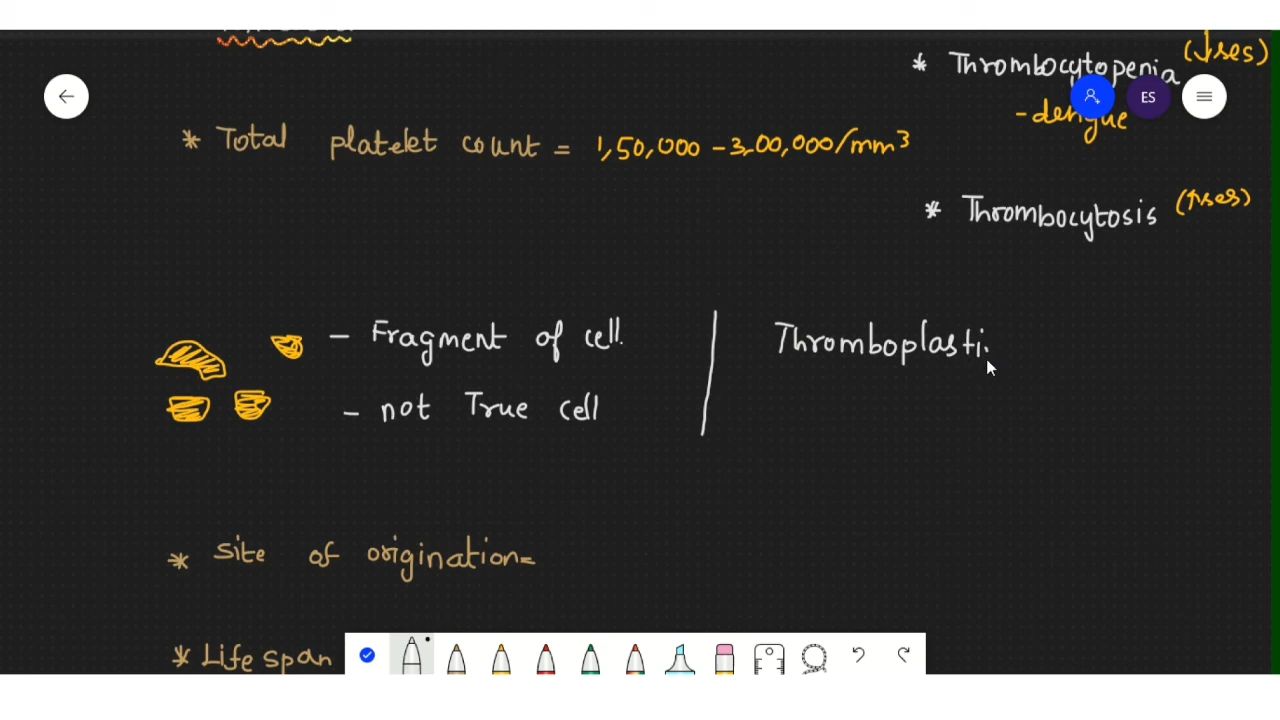 * Thrombocytopenia (↓ses)
- dengue
ES
* Total platelet count = 1,50,000 - 3,00,000/mm³
* Thrombocytosis (↑ses)
- Fragment of cell.
Thromboplasti
- not True cell
* Site of origination=
* Life span